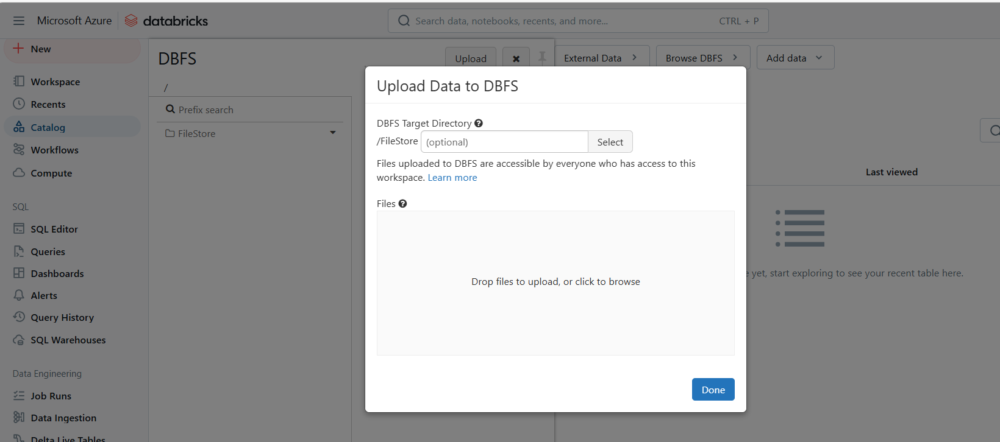 Microsoft Azure databricks
Search data, notebooks, recents, and more... CTRL + P
New
Workspace
Recents
Catalog
Workflows
Compute
SQL
SQL Editor
Queries
Dashboards
Alerts
Query History
SQL Warehouses
Data Engineering
Job Runs
Data Ingestion
Delta Live Tables
DBFS
Upload
/
Prefix search
FileStore
External Data
Browse DBFS
Add data
Upload Data to DBFS
DBFS Target Directory
/FileStore (optional) Select
Files uploaded to DBFS are accessible by everyone who has access to this
workspace. Learn more
Files
Drop files to upload, or click to browse
Done
Last viewed
yet, start exploring to see your recent table here.